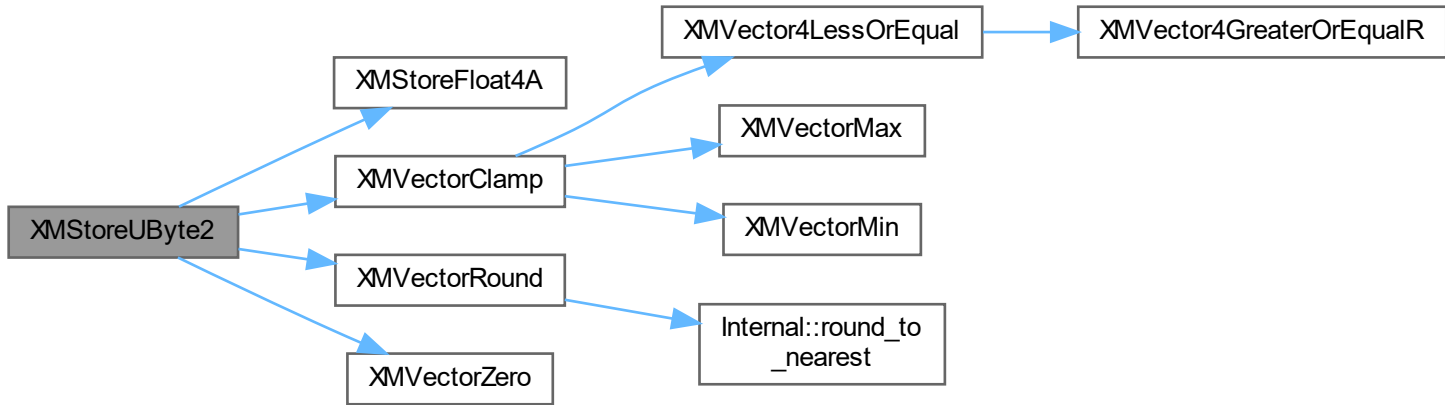 XMStoreUByte2
XMStoreFloat4A
XMVectorClamp
XMVectorRound
XMVectorZero
XMVector4LessOrEqual
XMVectorMax
XMVectorMin
Internal::round_to
_nearest
XMVector4GreaterOrEqualR